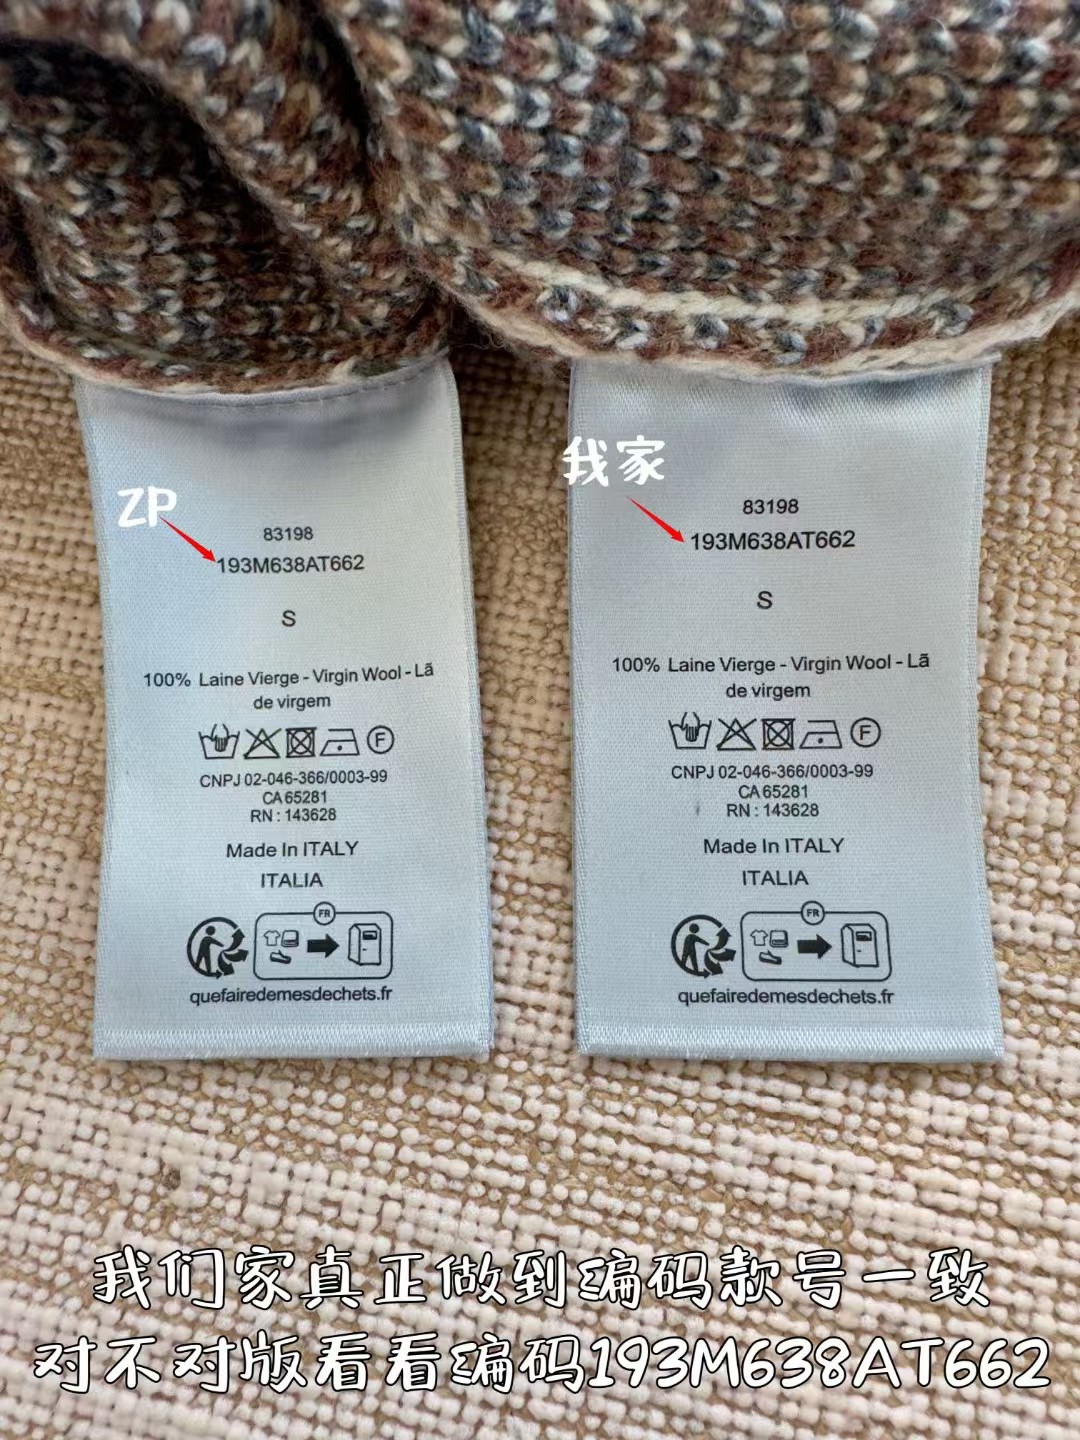 ZP
83198
193M638AT662
S
100% Laine Vierge - Virgin Wool - Lã
de virgem
F
CNPJ 02-046-366/0003-99
CA 65281
RN : 143628
Made In ITALY
ITALIA
FR
quefairedemesdechets.fr
我家
83198
193M638AT662
S
100% Laine Vierge - Virgin Wool - Lã
de virgem
F
CNPJ 02-046-366/0003-99
CA 65281
RN : 143628
Made In ITALY
ITALIA
FR
quefairedemesdechets.fr
我们家真正做到编码款号一致
对不对版看看编码193M638AT662